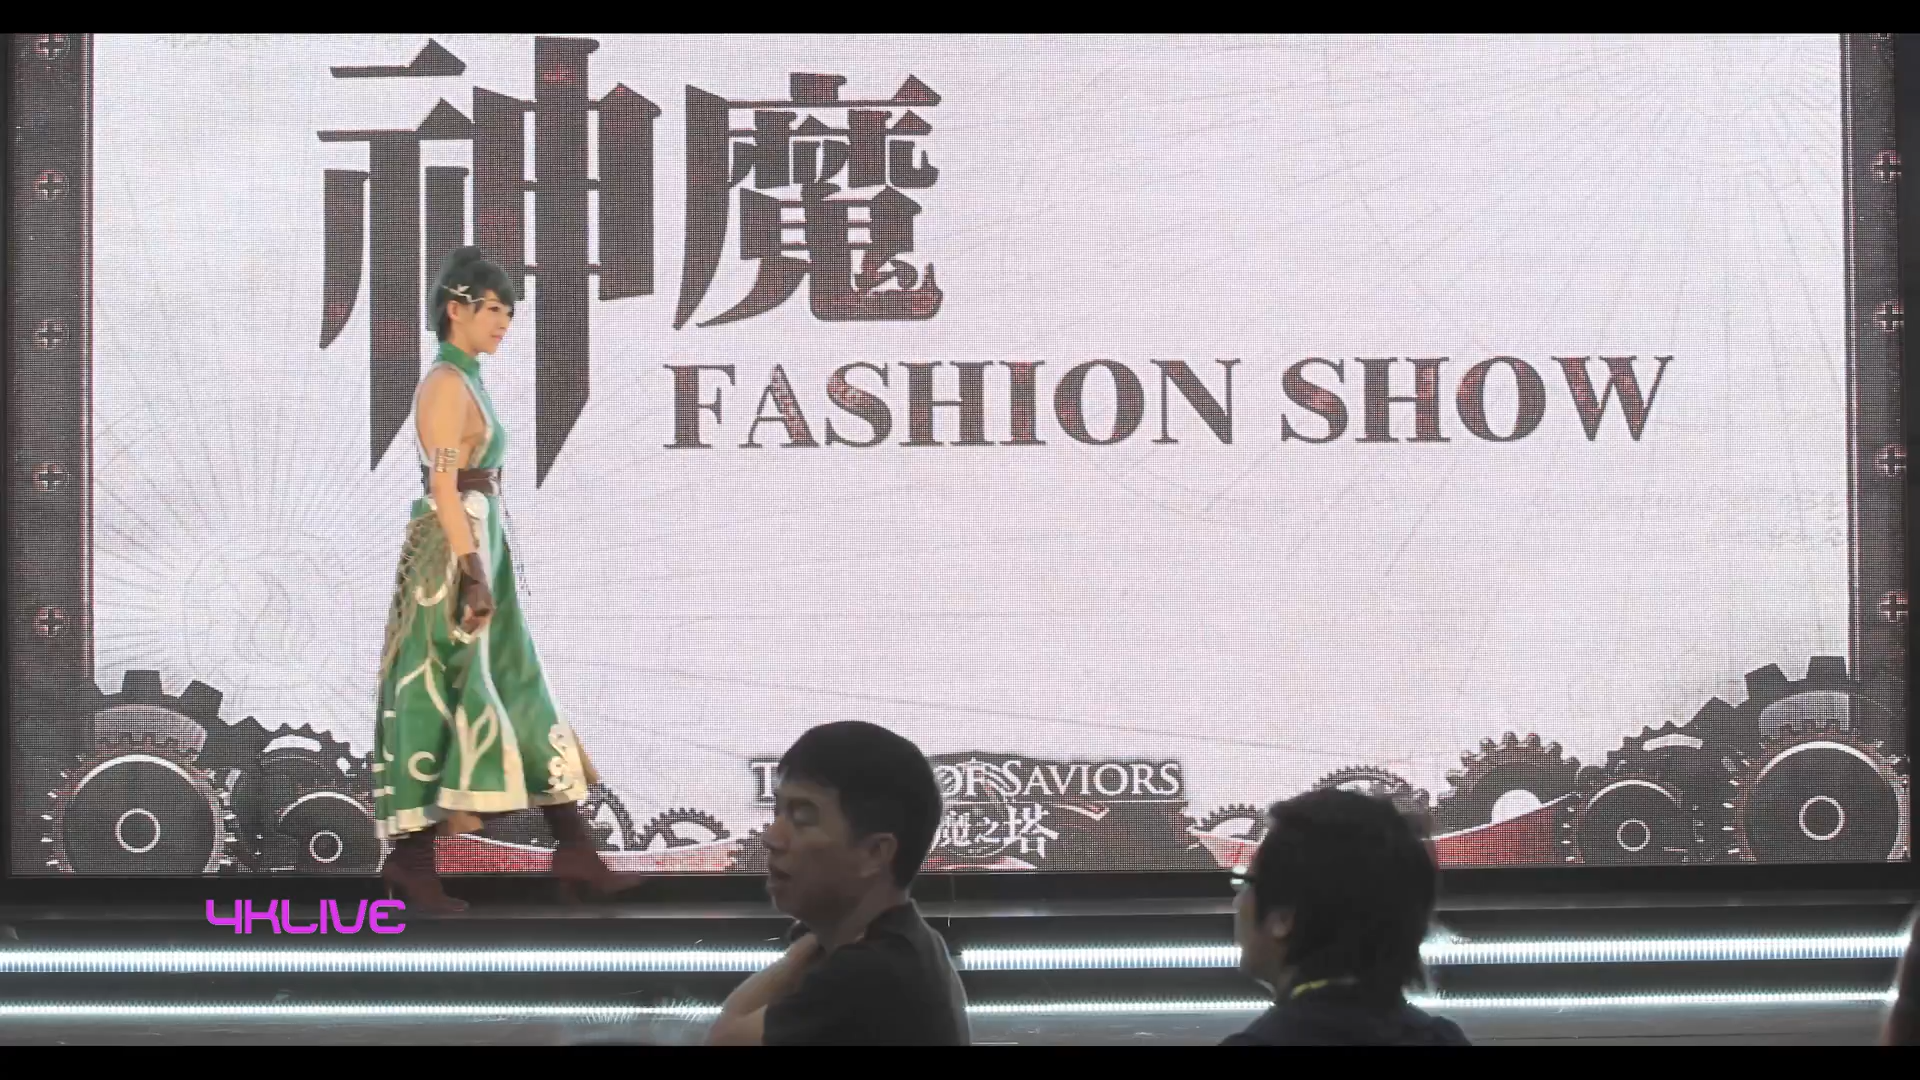 神魔
FASHION SHOW
OF SAVIORS
魔之塔
4KLIVE